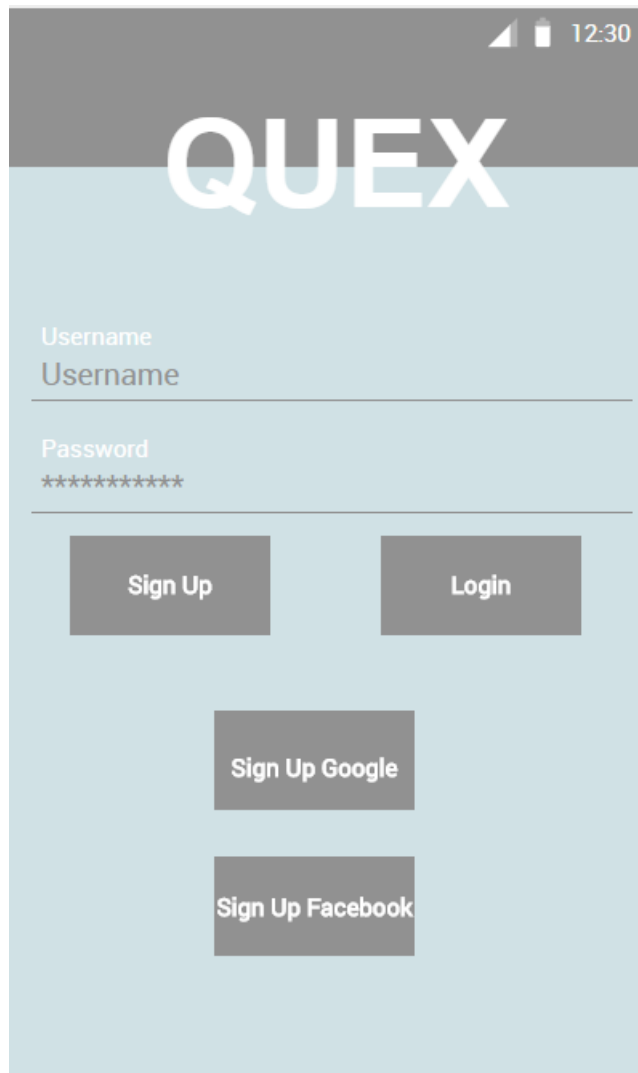 12:30
QUEX
Username
Username
Password
***********
Sign Up Login
Sign Up Google
Sign Up Facebook